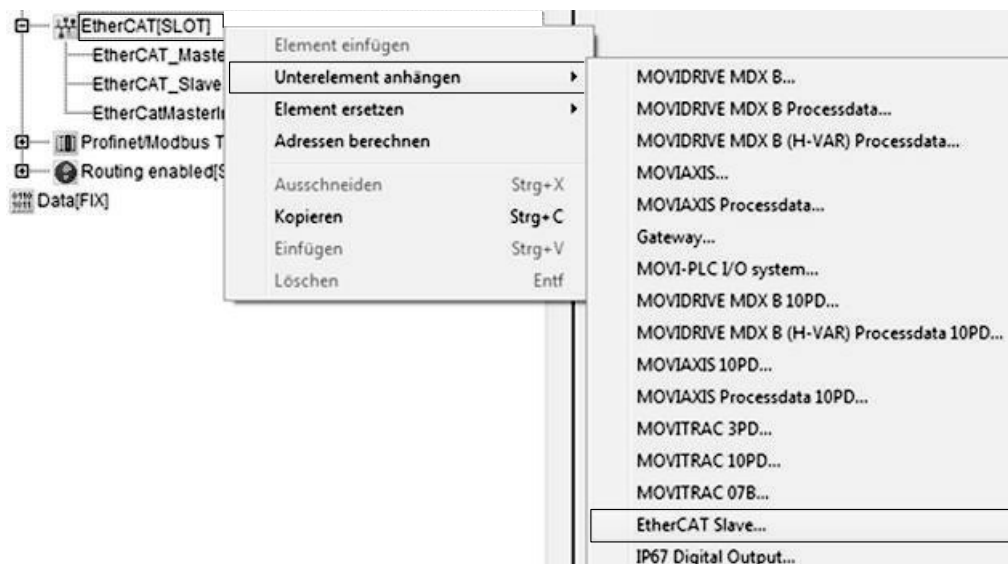 EtherCAT[SLOT]
EtherCAT_Maste
EtherCAT_Slave
EtherCatMasterIn
Profinet/Modbus T
Routing enabled[S
Data[FIX]
Element einfügen
Unterelement anhängen
Element ersetzen
Adressen berechnen
Ausschneiden Strg+X
Kopieren Strg+C
Einfügen Strg+V
Löschen Entf
MOVIDRIVE MDX B...
MOVIDRIVE MDX B Processdata...
MOVIDRIVE MDX B (H-VAR) Processdata...
MOVIAXIS...
MOVIAXIS Processdata...
Gateway...
MOVI-PLC I/O system...
MOVIDRIVE MDX B 10PD...
MOVIDRIVE MDX B (H-VAR) Processdata 10PD...
MOVIAXIS 10PD...
MOVIAXIS Processdata 10PD...
MOVITRAC 3PD...
MOVITRAC 10PD...
MOVITRAC 07B...
EtherCAT Slave...
IP67 Digital Output...